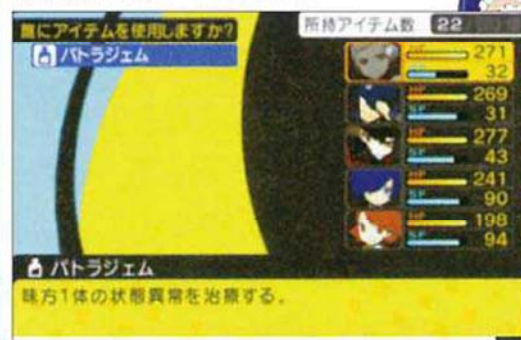 誰にアイテムを使用しますか?
所持アイテム数 22
パトラジェム
HP 271
32
HP 269
SP 31
HP 277
SP 43
HP 241
SP 90
HP 198
SP 94
パトラジェム
味方1体の状態異常を治療する。